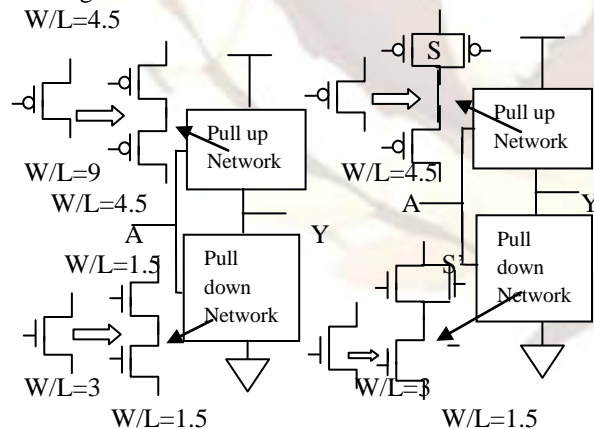 W/L=4.5
S
Pull up
Network
Pull up
Network
W/L=9
W/L=4.5
W/L=4.5
A
Y
A
Y
W/L=1.5
Pull
down
Network
S'
Pull
down
Network
W/L=3
W/L=3
W/L=1.5
W/L=1.5